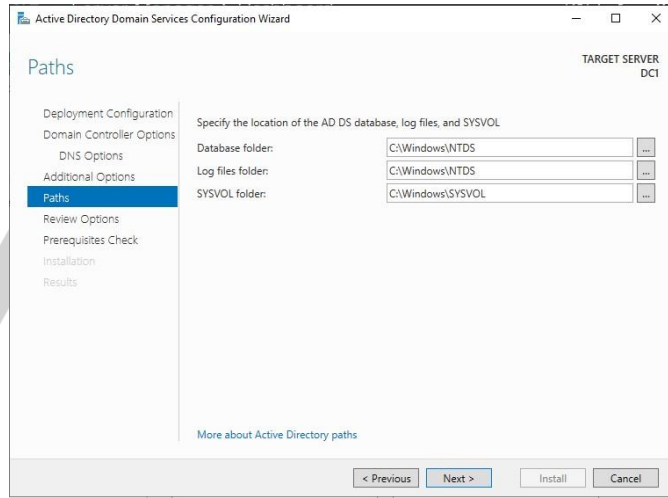 Active Directory Domain Services Configuration Wizard
Paths
TARGET SERVER
DC1
Deployment Configuration
Domain Controller Options
DNS Options
Additional Options
Paths
Review Options
Prerequisites Check
Installation
Results
Specify the location of the AD DS database, log files, and SYSVOL
Database folder: C:\Windows\NTDS ...
Log files folder: C:\Windows\NTDS ...
SYSVOL folder: C:\Windows\SYSVOL ...
More about Active Directory paths
< Previous Next > Install Cancel